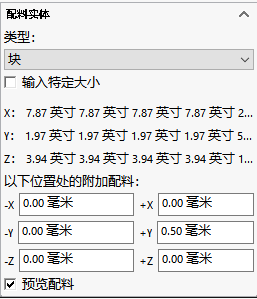 配料实体
类型：
块
输入特定大小
X： 7.87 英寸 7.87 英寸 7.87 英寸 7.87 英寸 2...
Y： 1.97 英寸 1.97 英寸 1.97 英寸 1.97 英寸 5...
Z： 3.94 英寸 3.94 英寸 3.94 英寸 3.94 英寸 1...
以下位置处的附加配料：
-X 0.00 毫米 +X 0.00 毫米
-Y 0.00 毫米 +Y 0.50 毫米
-Z 0.00 毫米 +Z 0.00 毫米
预览配料